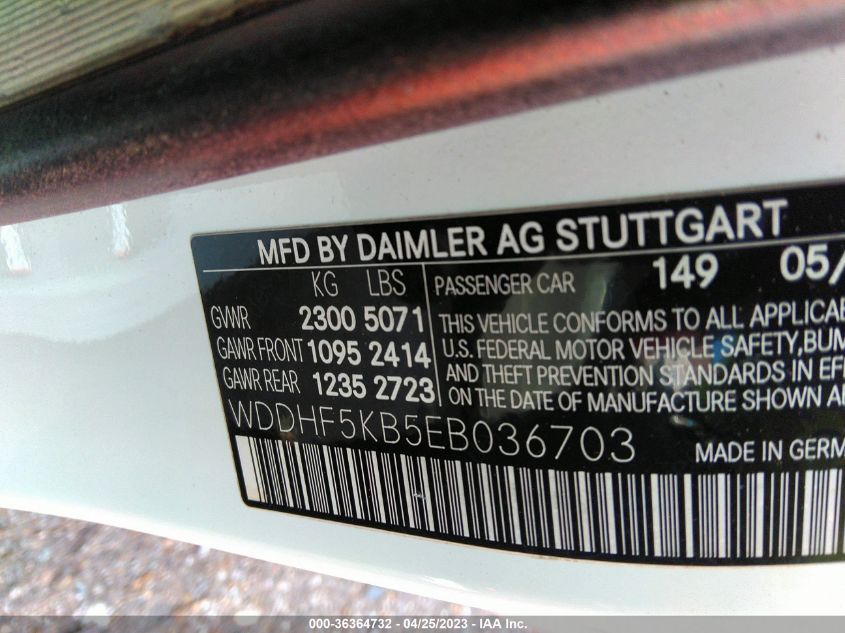 MFD BY DAIMLER AG STUTTGART
KG LBS PASSENGER CAR 149 05/
GVWR 2300 5071
GAWR FRONT 1095 2414
GAWR REAR 1235 2723
THIS VEHICLE CONFORMS TO ALL APPLICAB
U.S. FEDERAL MOTOR VEHICLE SAFETY, BUM
AND THEFT PREVENTION STANDARDS IN EF
ON THE DATE OF MANUFACTURE SHOWN A
WDDHF5KB5EB036703
MADE IN GERM
000-36364732 - 04/25/2023 - IAA Inc.